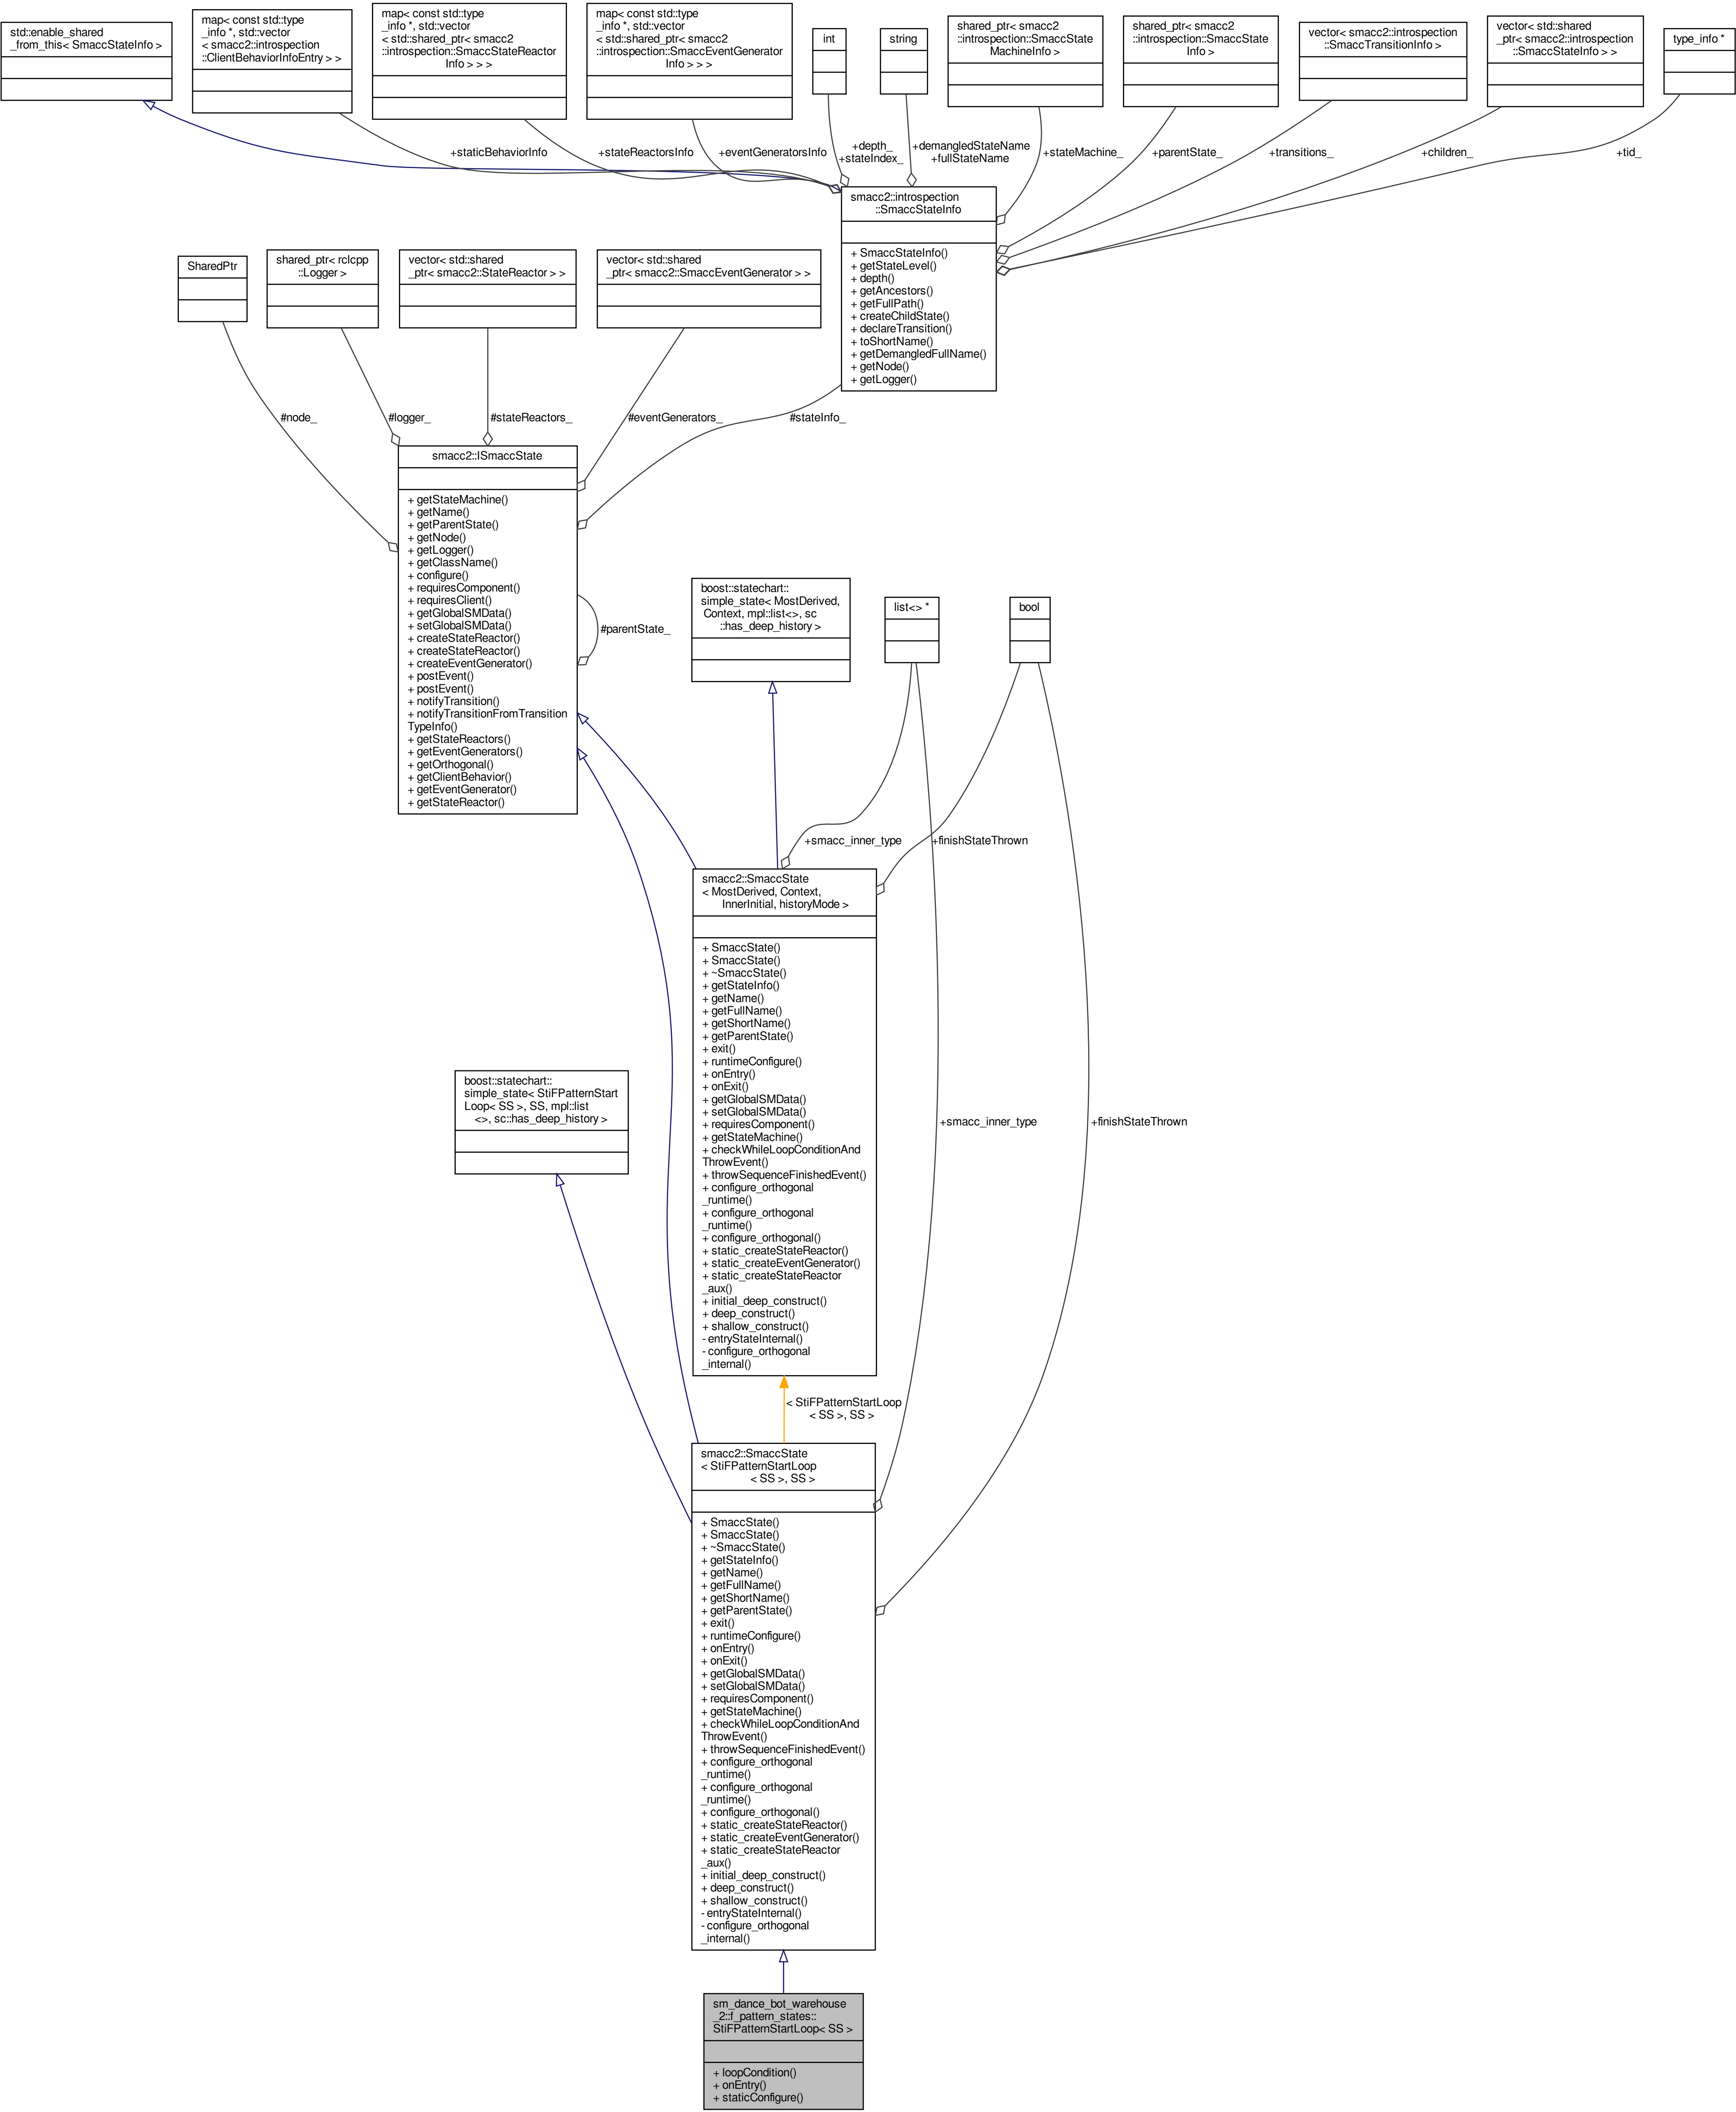 std::enable_shared
_from_this< SmaccStateInfo >
map< const std::type
_info *, std::vector
< smacc2::introspection
::ClientBehaviorInfoEntry > >
map< const std::type
_info *, std::vector
< std::shared_ptr< smacc2
::introspection::SmaccStateReactor
Info > > >
map< const std::type
_info *, std::vector
< std::shared_ptr< smacc2
::introspection::SmaccEventGenerator
Info > > >
int
string
shared_ptr< smacc2
::introspection::SmaccState
MachineInfo >
shared_ptr< smacc2
::introspection::SmaccState
Info >
vector< smacc2::introspection
::SmaccTransitionInfo >
vector< std::shared
_ptr< smacc2::introspection
::SmaccStateInfo > >
type_info *
+staticBehaviorInfo
+stateReactorsInfo
+eventGeneratorsInfo
+depth_
+stateIndex_
+demangledStateName
+fullStateName
+stateMachine_
+parentState_
+transitions_
+children_
+tid_
smacc2::introspection
::SmaccStateInfo
+ SmaccStateInfo()
+ getStateLevel()
+ depth()
+ getAncestors()
+ getFullPath()
+ createChildState()
+ declareTransition()
+ toShortName()
+ getDemangledFullName()
+ getNode()
+ getLogger()
SharedPtr
shared_ptr< rclcpp
::Logger >
vector< std::shared
_ptr< smacc2::StateReactor > >
vector< std::shared
_ptr< smacc2::SmaccEventGenerator > >
#node_
#logger_
#stateReactors_
#eventGenerators_
#stateInfo_
smacc2::ISmaccState
+ getStateMachine()
+ getName()
+ getParentState()
+ getNode()
+ getLogger()
+ getClassName()
+ configure()
+ requiresComponent()
+ requiresClient()
+ getGlobalSMData()
+ setGlobalSMData()
+ createStateReactor()
+ createStateReactor()
+ createEventGenerator()
+ postEvent()
+ postEvent()
+ notifyTransition()
+ notifyTransitionFromTransition
TypeInfo()
+ getStateReactors()
+ getEventGenerators()
+ getOrthogonal()
+ getClientBehavior()
+ getEventGenerator()
+ getStateReactor()
#parentState_
boost::statechart::
simple_state< MostDerived,
Context, mpl::list<>, sc
::has_deep_history >
list<> *
bool
+smacc_inner_type
+finishStateThrown
smacc2::SmaccState
< MostDerived, Context,
InnerInitial, historyMode >
+ SmaccState()
+ SmaccState()
+ ~SmaccState()
+ getStateInfo()
+ getName()
+ getFullName()
+ getShortName()
+ getParentState()
+ exit()
+ runtimeConfigure()
+ onEntry()
+ onExit()
+ getGlobalSMData()
+ setGlobalSMData()
+ requiresComponent()
+ getStateMachine()
+ checkWhileLoopConditionAnd
ThrowEvent()
+ throwSequenceFinishedEvent()
+ configure_orthogonal
_runtime()
+ configure_orthogonal
_runtime()
+ configure_orthogonal()
+ static_createStateReactor()
+ static_createEventGenerator()
+ static_createStateReactor
_aux()
+ initial_deep_construct()
+ deep_construct()
+ shallow_construct()
- entryStateInternal()
- configure_orthogonal
_internal()
boost::statechart::
simple_state< StiFPatternStart
Loop< SS >, SS, mpl::list
<>, sc::has_deep_history >
+smacc_inner_type
+finishStateThrown
< StiFPatternStartLoop
< SS >, SS >
smacc2::SmaccState
< StiFPatternStartLoop
< SS >, SS >
+ SmaccState()
+ SmaccState()
+ ~SmaccState()
+ getStateInfo()
+ getName()
+ getFullName()
+ getShortName()
+ getParentState()
+ exit()
+ runtimeConfigure()
+ onEntry()
+ onExit()
+ getGlobalSMData()
+ setGlobalSMData()
+ requiresComponent()
+ getStateMachine()
+ checkWhileLoopConditionAnd
ThrowEvent()
+ throwSequenceFinishedEvent()
+ configure_orthogonal
_runtime()
+ configure_orthogonal
_runtime()
+ configure_orthogonal()
+ static_createStateReactor()
+ static_createEventGenerator()
+ static_createStateReactor
_aux()
+ initial_deep_construct()
+ deep_construct()
+ shallow_construct()
- entryStateInternal()
- configure_orthogonal
_internal()
sm_dance_bot_warehouse
_2::f_pattern_states::
StiFPatternStartLoop< SS >
+ loopCondition()
+ onEntry()
+ staticConfigure()